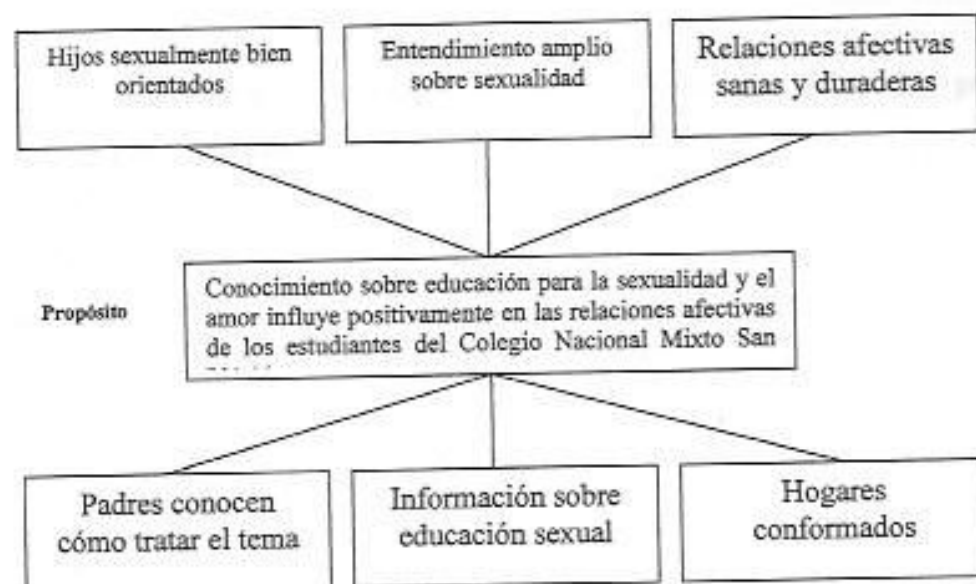 Hijos sexualmente bien
orientados
Entendimiento amplio
sobre sexualidad
Relaciones afectivas
sanas y duraderas
Propósito
Conocimiento sobre educación para la sexualidad y el
amor influye positivamente en las relaciones afectivas
de los estudiantes del Colegio Nacional Mixto San
Padres conocen
cómo tratar el tema
Información sobre
educación sexual
Hogares
conformados